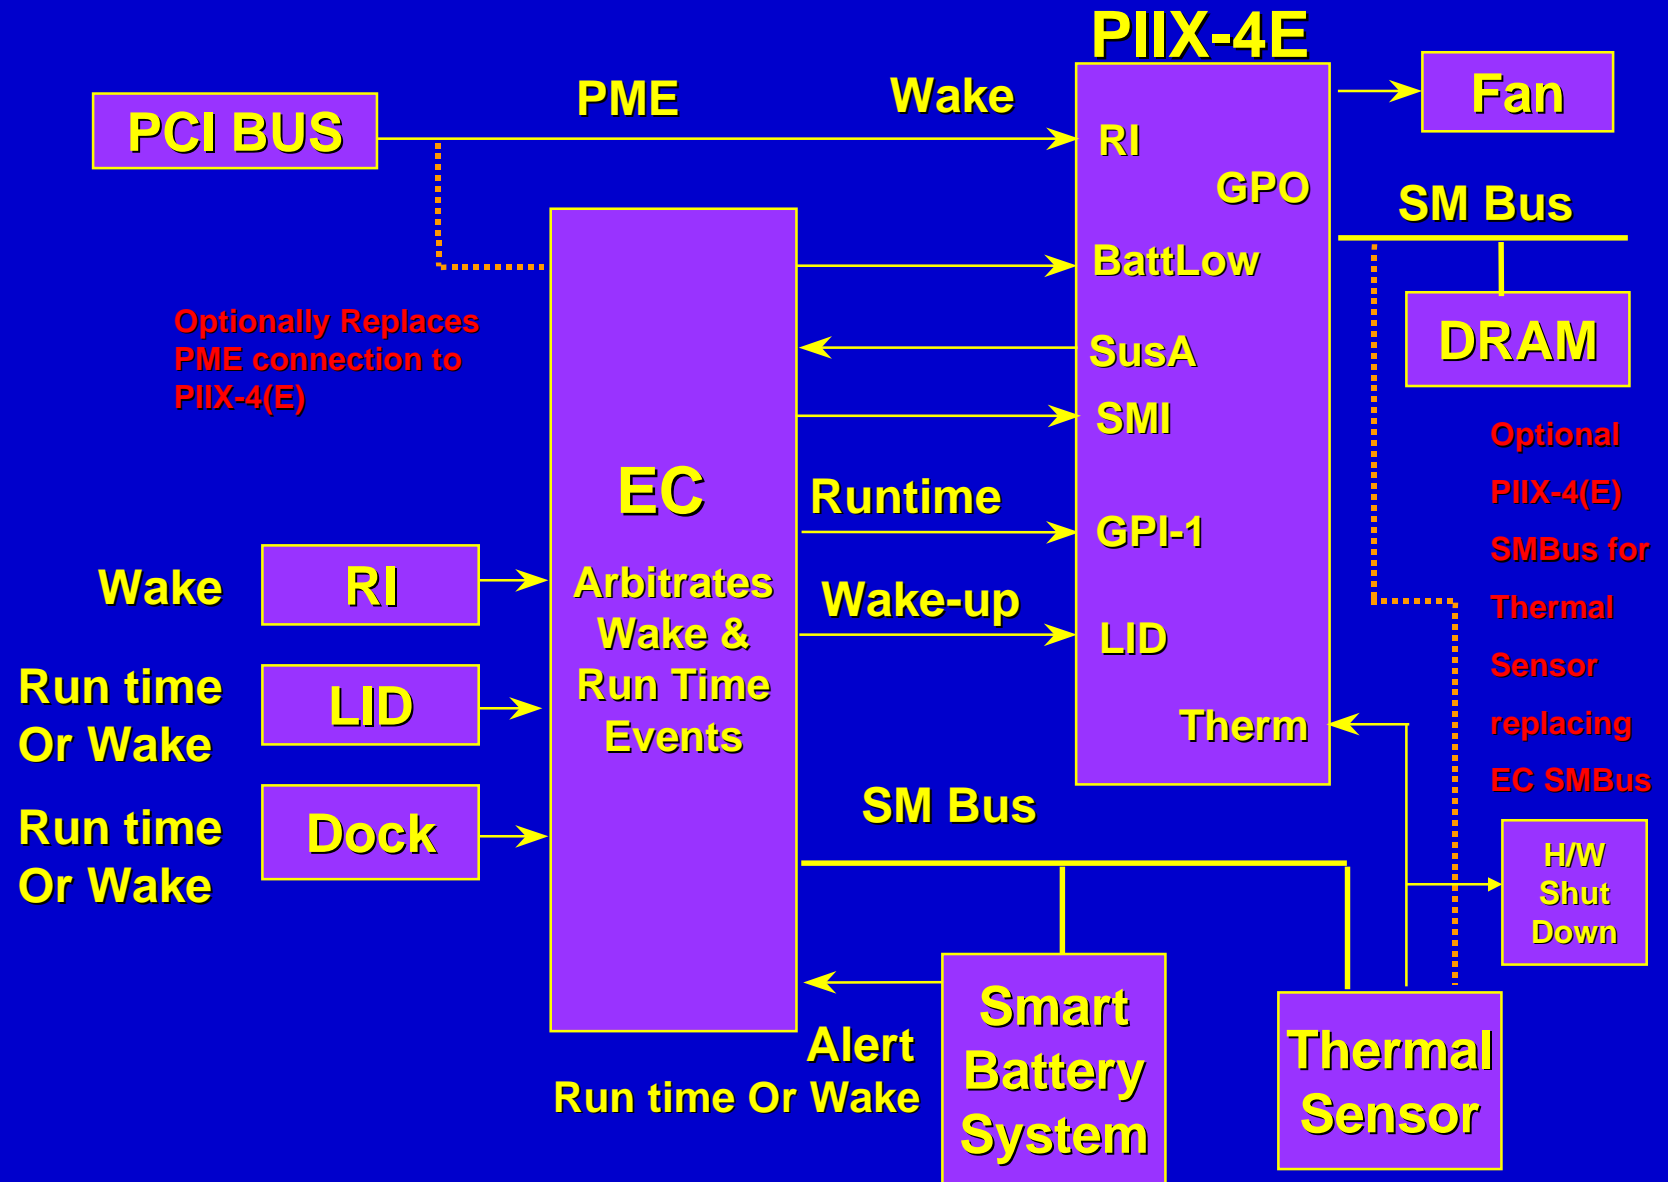 PIIX-4E
PCI BUS
PME
Wake
Fan
RI
GPO
SM Bus
BattLow
DRAM
SusA
SMI
Optionally Replaces
PME connection to
PIIX-4(E)
EC
Arbitrates
Wake &
Run Time
Events
Runtime
GPI-1
Wake-up
LID
Therm
Optional
PIIX-4(E)
SMBus for
Thermal
Sensor
replacing
EC SMBus
Wake
RI
Run time
Or Wake
LID
Run time
Or Wake
Dock
SM Bus
H/W
Shut
Down
Alert
Run time Or Wake
Smart
Battery
System
Thermal
Sensor